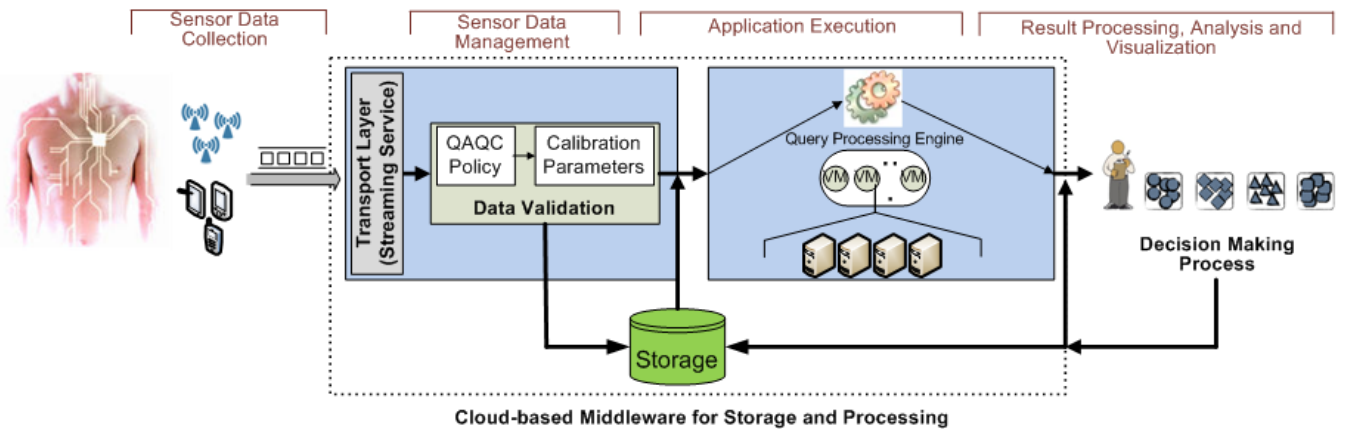 Sensor Data
Collection
Sensor Data
Management
Application Execution
Result Processing, Analysis and
Visualization
Transport Layer
(Streaming Service)
QAQC
Policy
Calibration
Parameters
Data Validation
Query Processing Engine
VM
VM
VM
Decision Making
Process
Storage
Cloud-based Middleware for Storage and Processing